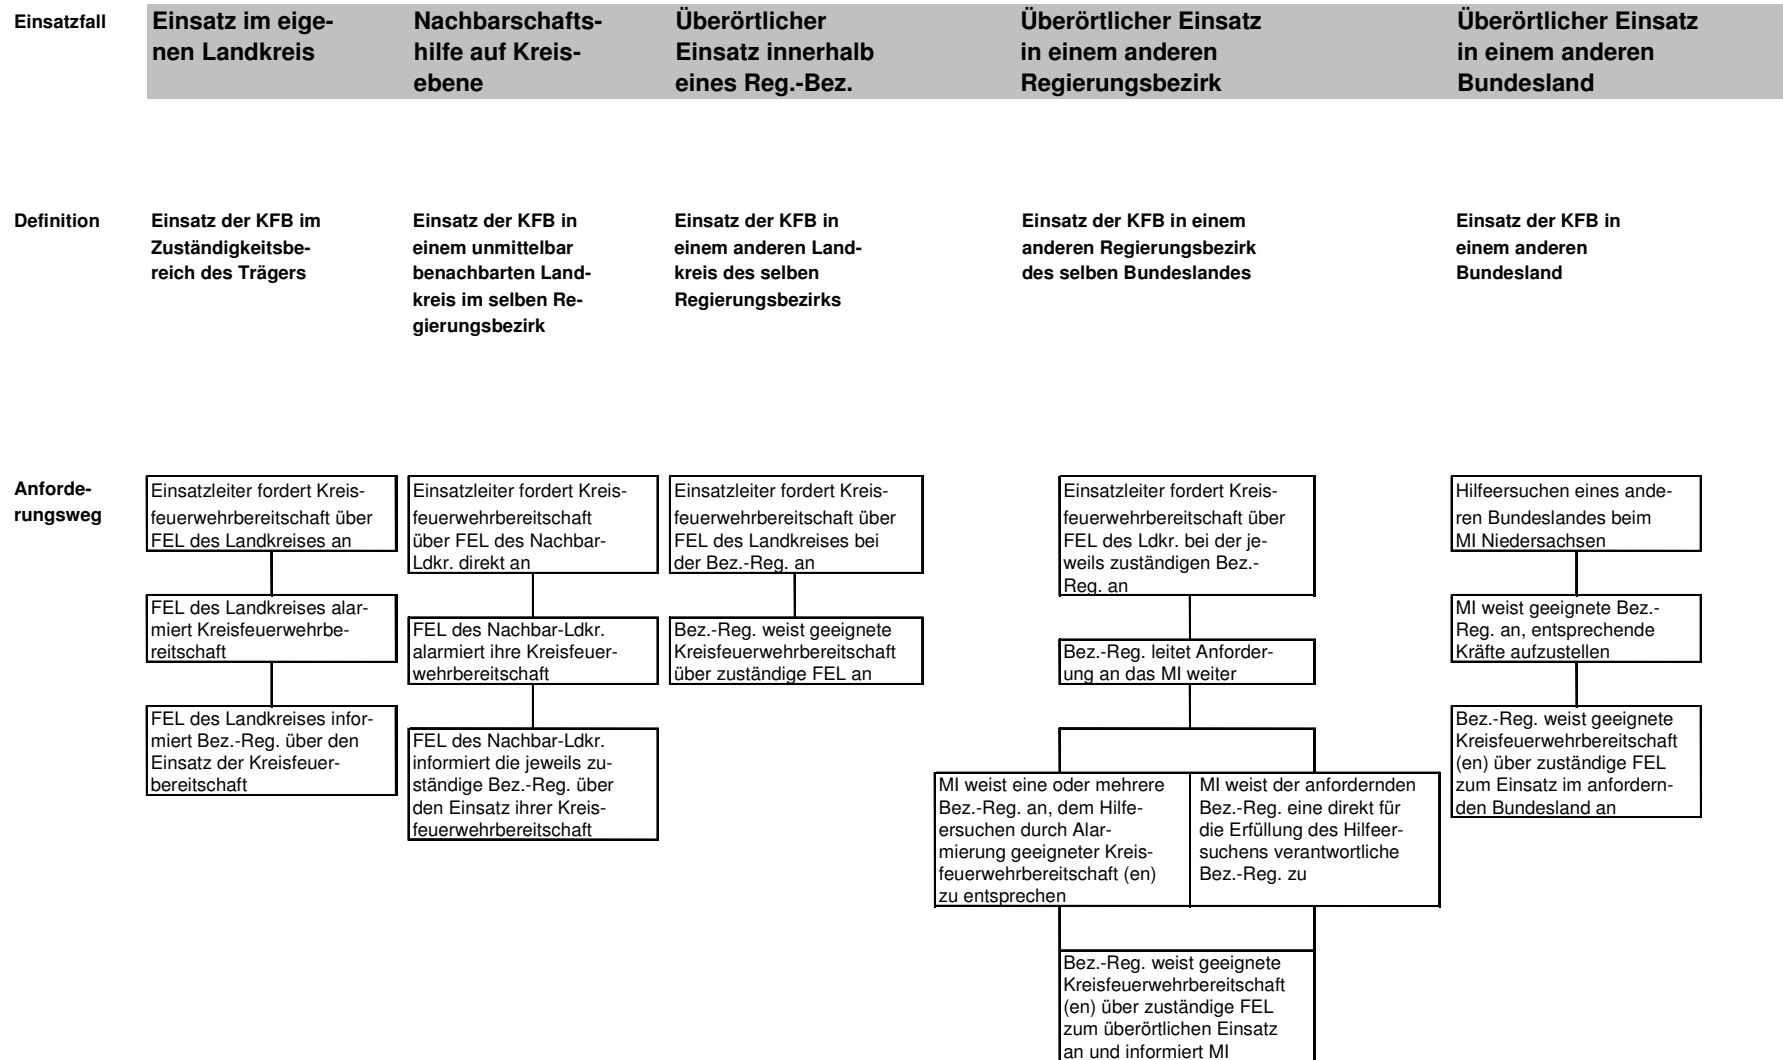 Einsatzfall
Einsatz im eige-
nen Landkreis
Nachbarschafts-
hilfe auf Kreis-
ebene
Überörtlicher
Einsatz innerhalb
eines Reg.-Bez.
Überörtlicher Einsatz
in einem anderen
Regierungsbezirk
Überörtlicher Einsatz
in einem anderen
Bundesland
Definition
Einsatz der KFB im
Zuständigkeitsbe-
reich des Trägers
Einsatz der KFB in
einem unmittelbar
benachbarten Land-
kreis im selben Re-
gierungsbezirk
Einsatz der KFB in
einem anderen Land-
kreis des selben
Regierungsbezirks
Einsatz der KFB in einem
anderen Regierungsbezirk
des selben Bundeslandes
Einsatz der KFB in
einem anderen
Bundesland
Anforde-
rungsweg
Einsatzleiter fordert Kreis-
feuerwehrbereitschaft über
FEL des Landkreises an
FEL des Landkreises alar-
miert Kreisfeuerwehrbe-
reitschaft
FEL des Landkreises infor-
miert Bez.-Reg. über den
Einsatz der Kreisfeuer-
bereitschaft
Einsatzleiter fordert Kreis-
feuerwehrbereitschaft
über FEL des Nachbar-
Ldkr. direkt an
FEL des Nachbar-Ldkr.
alarmiert ihre Kreisfeuer-
wehrbereitschaft
FEL des Nachbar-Ldkr.
informiert die jeweils zu-
ständige Bez.-Reg. über
den Einsatz ihrer Kreis-
feuerwehrbereitschaft
Einsatzleiter fordert Kreis-
feuerwehrbereitschaft über
FEL des Landkreises bei
der Bez.-Reg. an
Bez.-Reg. weist geeignete
Kreisfeuerwehrbereitschaft
über zuständige FEL an
Einsatzleiter fordert Kreis-
feuerwehrbereitschaft über
FEL des Ldkr. bei der je-
weils zuständigen Bez.-
Reg. an
Bez.-Reg. leitet Anforder-
ung an das MI weiter
MI weist eine oder mehrere
Bez.-Reg. an, dem Hilfe-
ersuchen durch Alar-
mierung geeigneter Kreis-
feuerwehrbereitschaft (en)
zu entsprechen
MI weist der anfordernden
Bez.-Reg. eine direkt für
die Erfüllung des Hilfeer-
suchens verantwortliche
Bez.-Reg. zu
Bez.-Reg. weist geeignete
Kreisfeuerwehrbereitschaft
(en) über zuständige FEL
zum überörtlichen Einsatz
an und informiert MI
Hilfeersuchen eines ande-
ren Bundeslandes beim
MI Niedersachsen
MI weist geeignete Bez.-
Reg. an, entsprechende
Kräfte aufzustellen
Bez.-Reg. weist geeignete
Kreisfeuerwehrbereitschaft
(en) über zuständige FEL
zum Einsatz im anfordern-
den Bundesland an